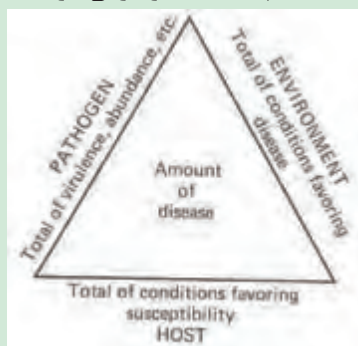 PATHOGEN
Total of virulence, abundance, etc.
ENVIRONMENT
Total of conditions favoring
disease
Amount
of
disease
Total of conditions favoring
susceptibility
HOST